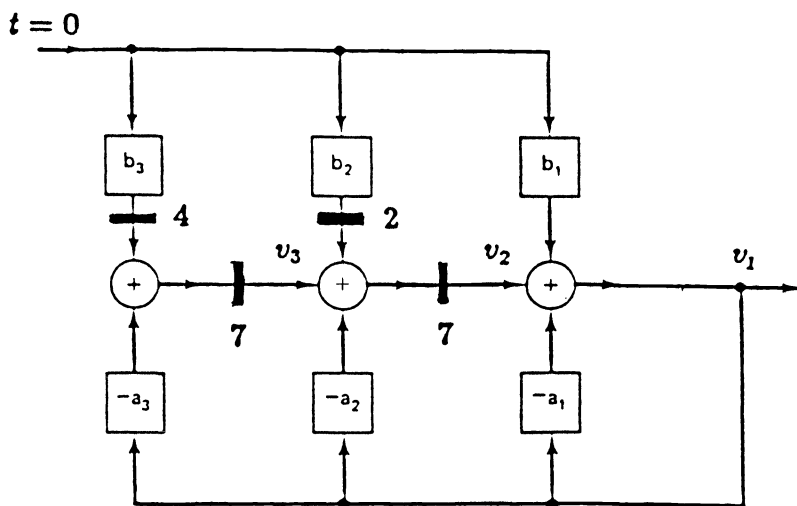 t = 0
b₃ b₂ b₁
4 2
v₃ v₂ v₁
+ + +
7 7
−a₃ −a₂ −a₁